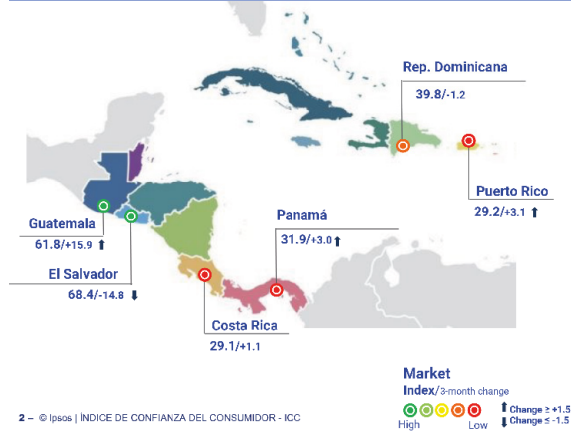 Rep. Dominicana
39.8/-1.2
Puerto Rico
29.2/+3.1 ⬆
Guatemala
61.8/+15.9 ⬆
Panamá
31.9/+3.0 ⬆
El Salvador
68.4/-14.8 ⬇
Costa Rica
29.1/+1.1
Market
Index/3-month change
High Low
⬆ Change ≥ +1.5
⬇ Change ≤ -1.5
2 – © Ipsos | ÍNDICE DE CONFIANZA DEL CONSUMIDOR - ICC